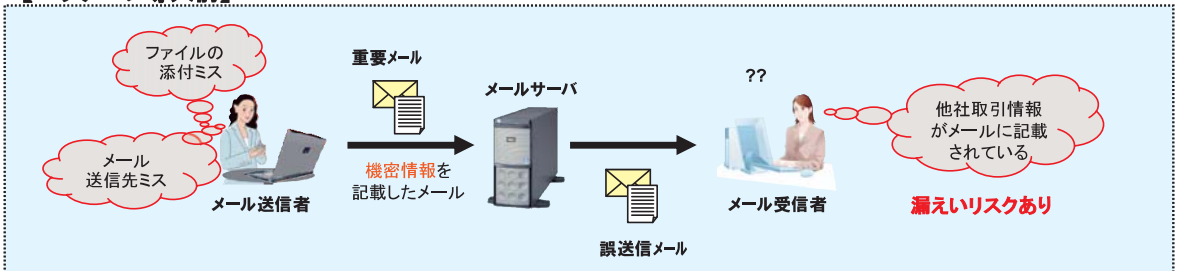 ファイルの
添付ミス
メール
送信先ミス
メール送信者
重要メール
機密情報を
記載したメール
メールサーバ
誤送信メール
??
メール受信者
他社取引情報
がメールに記載
されている
漏えいリスクあり